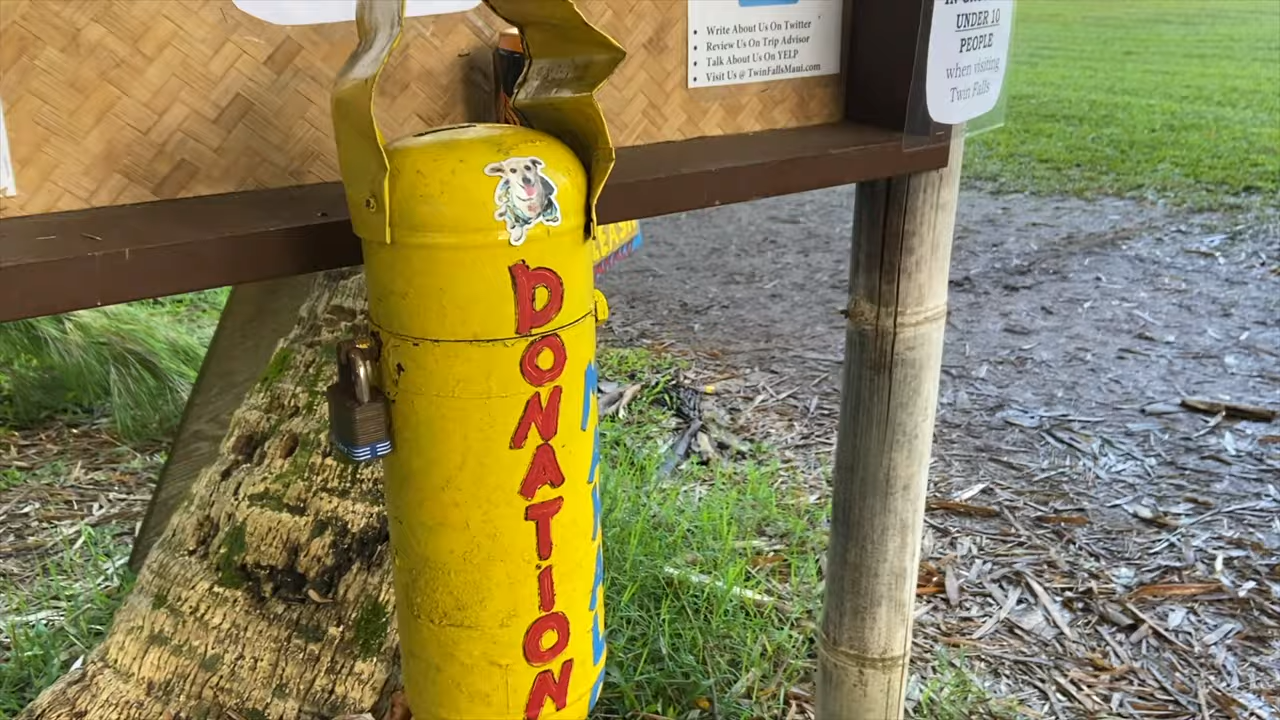 Write About Us On Twitter
Review Us On Trip Advisor
Talk About Us On YELP
Visit Us @ TwinFallsMaui.com
UNDER 10
PEOPLE
when visiting
Twin Falls
LEASH
DONATION